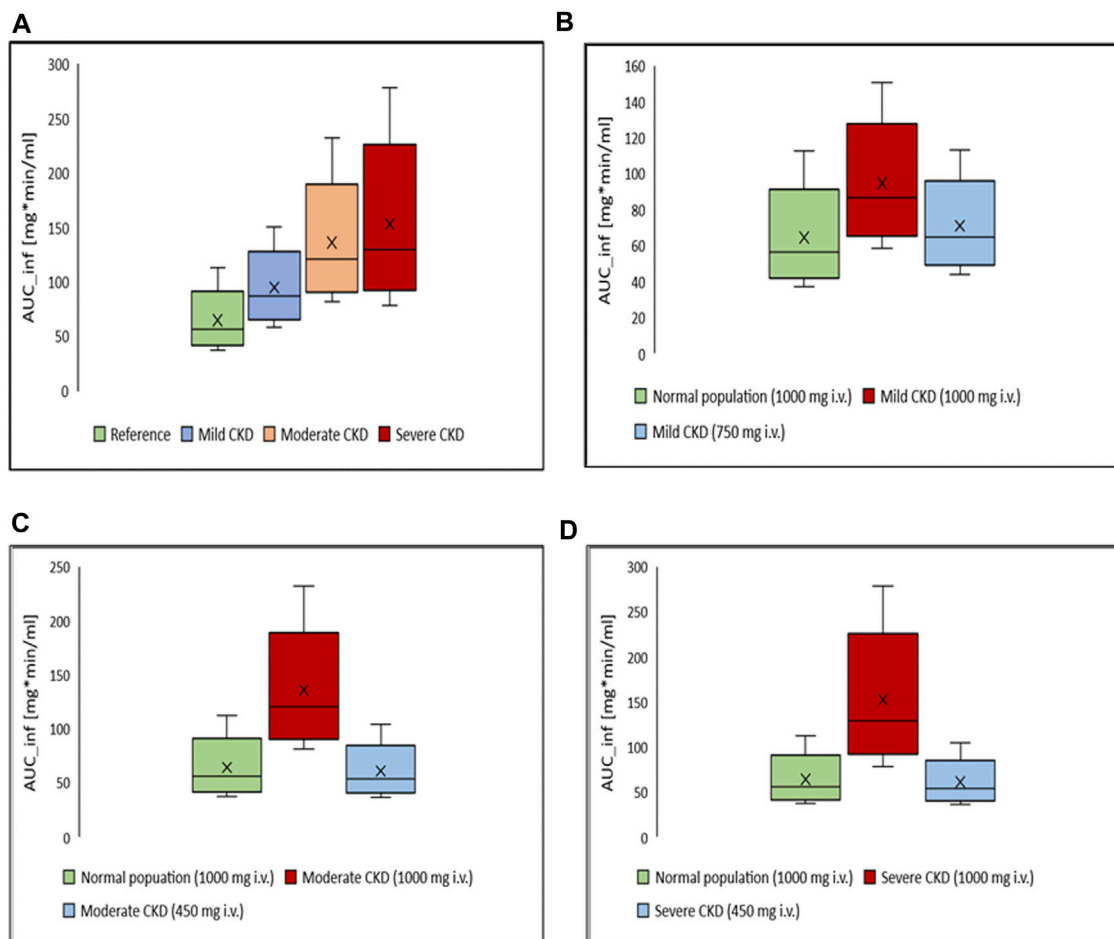 A
AUC_inf [mg*min/ml]
300
250
200
150
100
50
0
Reference Mild CKD Moderate CKD Severe CKD
B
AUC_inf [mg*min/ml]
160
140
120
100
80
60
40
20
0
Normal population (1000 mg i.v.) Mild CKD (1000 mg i.v.)
Mild CKD (750 mg i.v.)
C
AUC_inf [mg*min/ml]
250
200
150
100
50
0
Normal popuation (1000 mg i.v.) Moderate CKD (1000 mg i.v.)
Moderate CKD (450 mg i.v.)
D
AUC_inf [mg*min/ml]
300
250
200
150
100
50
0
Normal population (1000 mg i.v.) Severe CKD (1000 mg i.v.)
Severe CKD (450 mg i.v.)